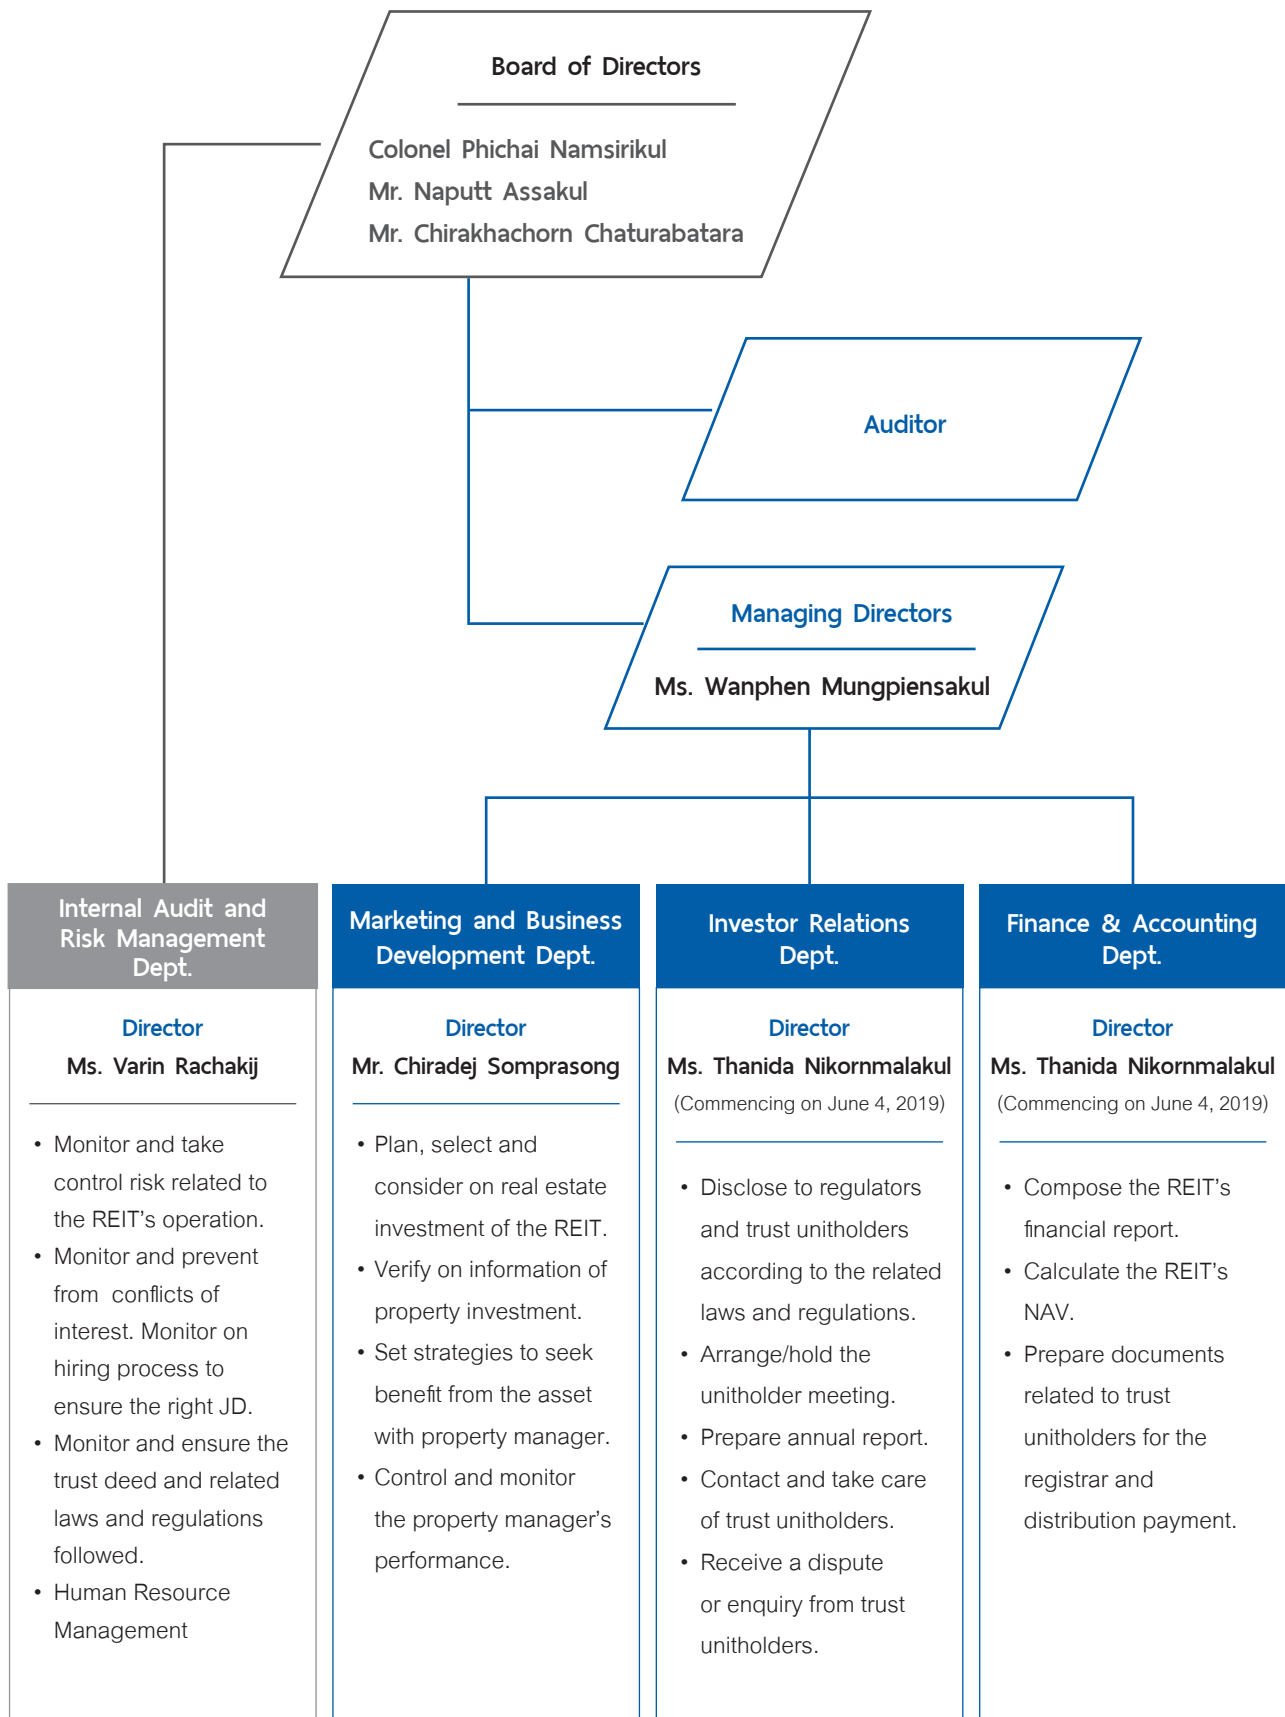 Board of Directors
Colonel Phichai Namsirikul
Mr. Naputt Assakul
Mr. Chirakhachorn Chaturabatara
Auditor
Managing Directors
Ms. Wanphen Mungpiensakul
Internal Audit and
Risk Management
Dept.
Director
Ms. Varin Rachakij
• Monitor and take
control risk related to
the REIT's operation.
• Monitor and prevent
from conflicts of
interest. Monitor on
hiring process to
ensure the right JD.
• Monitor and ensure the
trust deed and related
laws and regulations
followed.
• Human Resource
Management
Marketing and Business
Development Dept.
Director
Mr. Chiradej Somprasong
• Plan, select and
consider on real estate
investment of the REIT.
• Verify on information of
property investment.
• Set strategies to seek
benefit from the asset
with property manager.
• Control and monitor
the property manager's
performance.
Investor Relations
Dept.
Director
Ms. Thanida Nikornmalakul
(Commencing on June 4, 2019)
• Disclose to regulators
and trust unitholders
according to the related
laws and regulations.
• Arrange/hold the
unitholder meeting.
• Prepare annual report.
• Contact and take care
of trust unitholders.
• Receive a dispute
or enquiry from trust
unitholders.
Finance & Accounting
Dept.
Director
Ms. Thanida Nikornmalakul
(Commencing on June 4, 2019)
• Compose the REIT's
financial report.
• Calculate the REIT's
NAV.
• Prepare documents
related to trust
unitholders for the
registrar and
distribution payment.